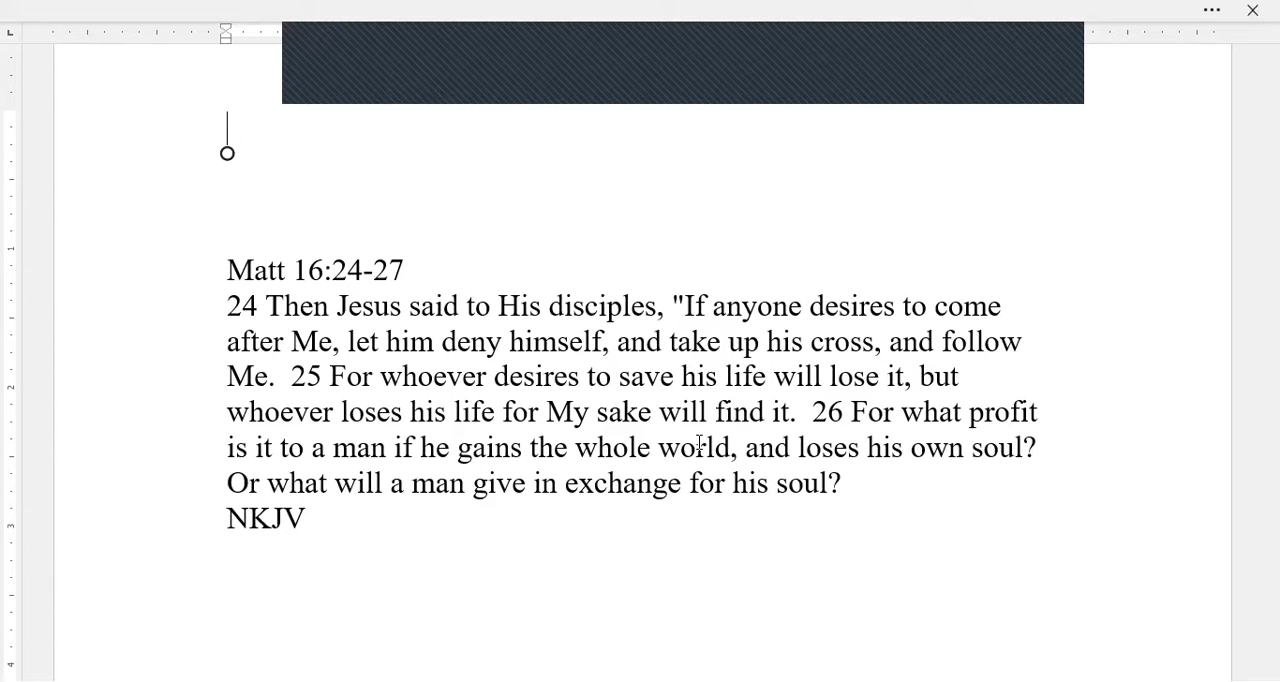 Matt 16:24-27
24 Then Jesus said to His disciples, "If anyone desires to come
after Me, let him deny himself, and take up his cross, and follow
Me.  25 For whoever desires to save his life will lose it, but
whoever loses his life for My sake will find it.  26 For what profit
is it to a man if he gains the whole world, and loses his own soul?
Or what will a man give in exchange for his soul?
NKJV
1
2
3
4